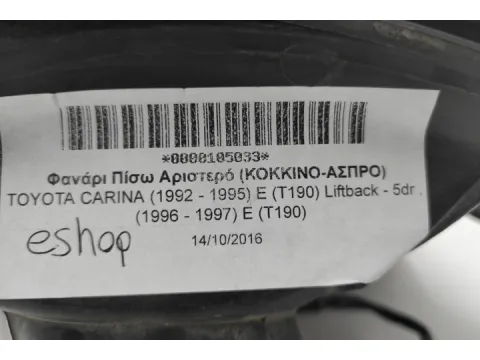 *0000105033*
Φανάρι Πίσω Αριστερό (ΚΟΚΚΙΝΟ-ΑΣΠΡΟ)
TOYOTA CARINA (1992 - 1995) E (T190) Liftback - 5dr .
(1996 - 1997) E (T190)
eshop
14/10/2016